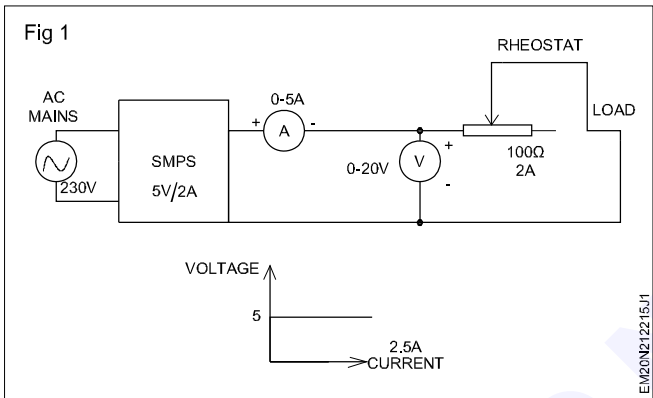 Fig 1
RHEOSTAT
AC
MAINS
0-5A
LOAD
+
A
-
SMPS
5V/2A
230V
0-20V
V
+
-
100Ω
2A
VOLTAGE
5
2.5A
CURRENT
EM20N212215J1